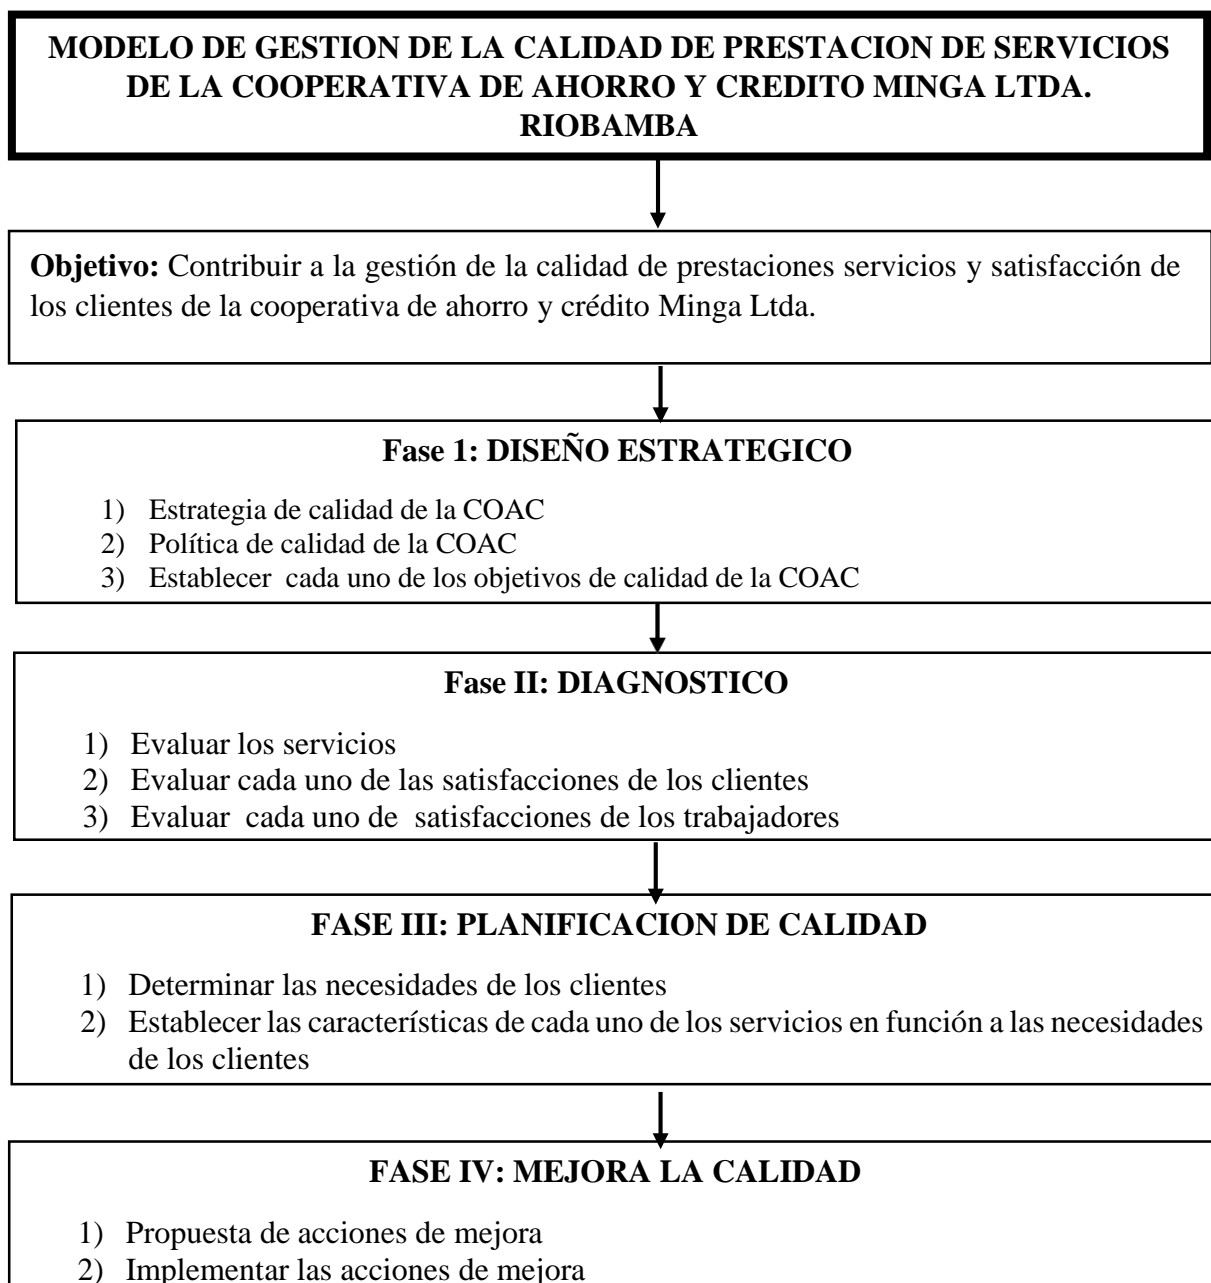 MODELO DE GESTION DE LA CALIDAD DE PRESTACION DE SERVICIOS
DE LA COOPERATIVA DE AHORRO Y CREDITO MINGA LTDA.
RIOBAMBA
Objetivo: Contribuir a la gestión de la calidad de prestaciones servicios y satisfacción de
los clientes de la cooperativa de ahorro y crédito Minga Ltda.
Fase 1: DISEÑO ESTRATEGICO
1) Estrategia de calidad de la COAC
2) Política de calidad de la COAC
3) Establecer cada uno de los objetivos de calidad de la COAC
Fase II: DIAGNOSTICO
1) Evaluar los servicios
2) Evaluar cada uno de las satisfacciones de los clientes
3) Evaluar cada uno de satisfacciones de los trabajadores
FASE III: PLANIFICACION DE CALIDAD
1) Determinar las necesidades de los clientes
2) Establecer las características de cada uno de los servicios en función a las necesidades
de los clientes
FASE IV: MEJORA LA CALIDAD
1) Propuesta de acciones de mejora
2) Implementar las acciones de mejora